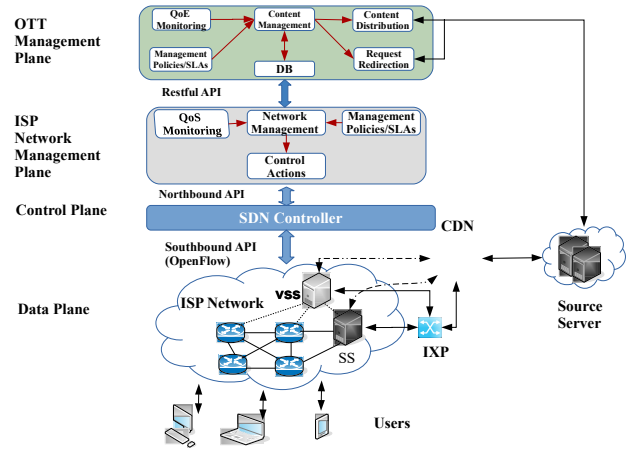 OTT
Management
Plane
QoE
Monitoring
Content
Management
Content
Distribution
Management
Policies/SLAs
Request
Redirection
DB
Restful API
ISP
Network
Management
Plane
QoS
Monitoring
Network
Management
Management
Policies/SLAs
Control
Actions
Northbound API
Control Plane
SDN Controller
CDN
Southbound API
(OpenFlow)
Data Plane
ISP Network
vss
SS
IXP
Source
Server
Users